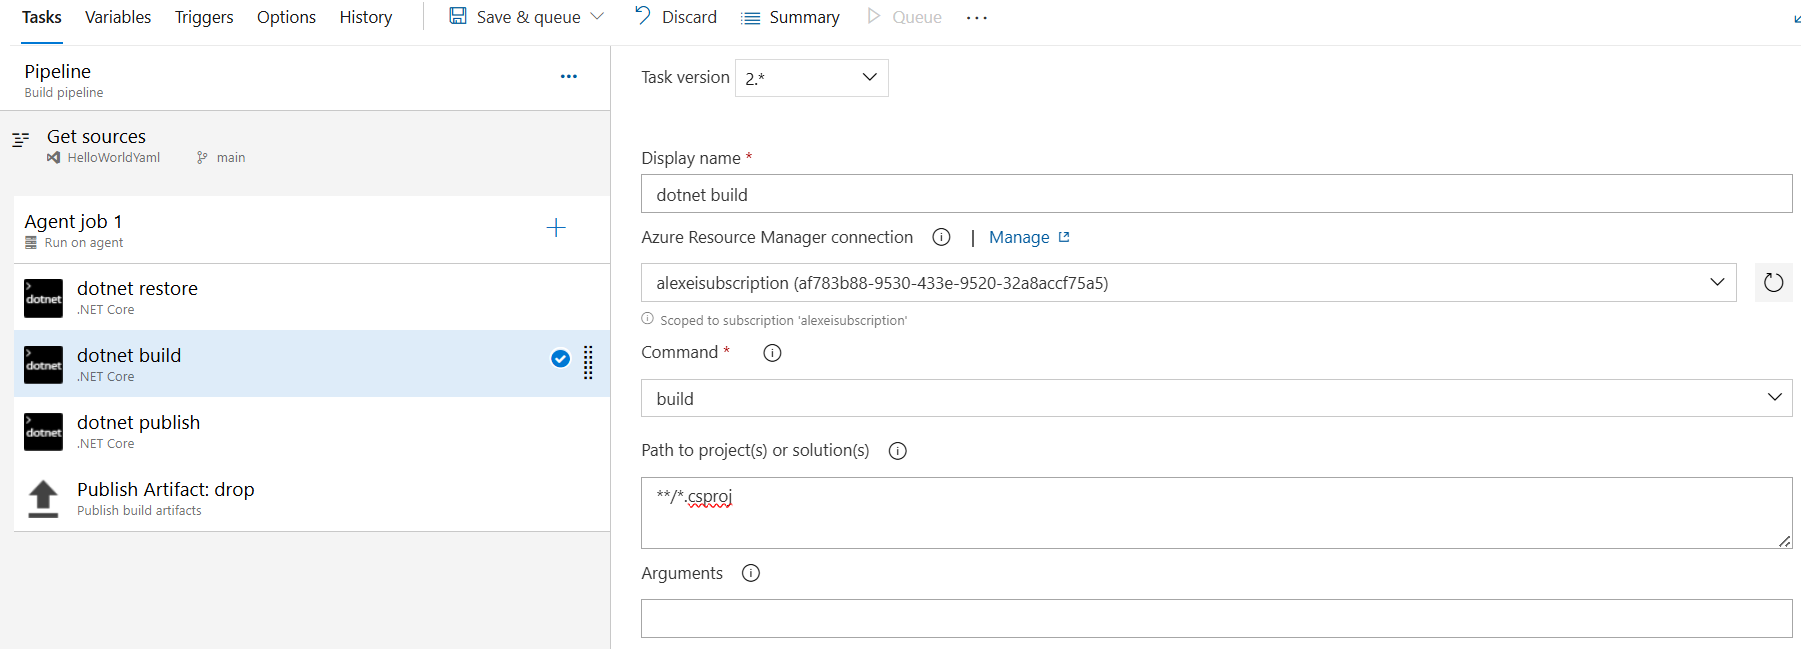 Tasks Variables Triggers Options History Save & queue Discard Summary Queue ...
Pipeline
Build pipeline
Get sources
HelloWorldYaml main
Agent job 1
Run on agent
dotnet
dotnet restore
.NET Core
dotnet
dotnet build
.NET Core
dotnet
dotnet publish
.NET Core
Publish Artifact: drop
Publish build artifacts
Task version 2.*
Display name *
dotnet build
Azure Resource Manager connection | Manage
alexeisubscription (af783b88-9530-433e-9520-32a8accf75a5)
Scoped to subscription 'alexeisubscription'
Command *
build
Path to project(s) or solution(s)
**/*.csproj
Arguments